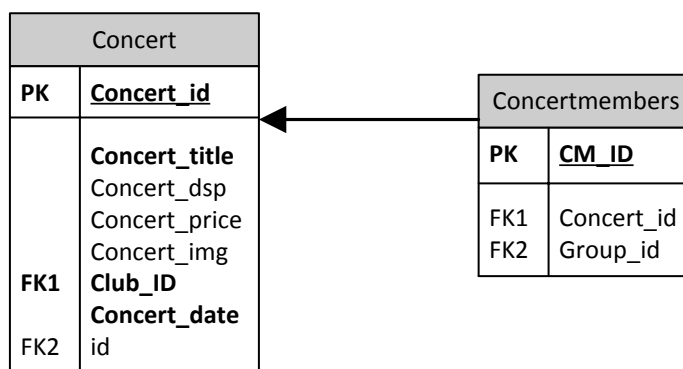 Concert
PK Concert_id
Concert_title
Concert_dsp
Concert_price
Concert_img
FK1 Club_ID
Concert_date
FK2 id
Concertmembers
PK CM_ID
FK1 Concert_id
FK2 Group_id